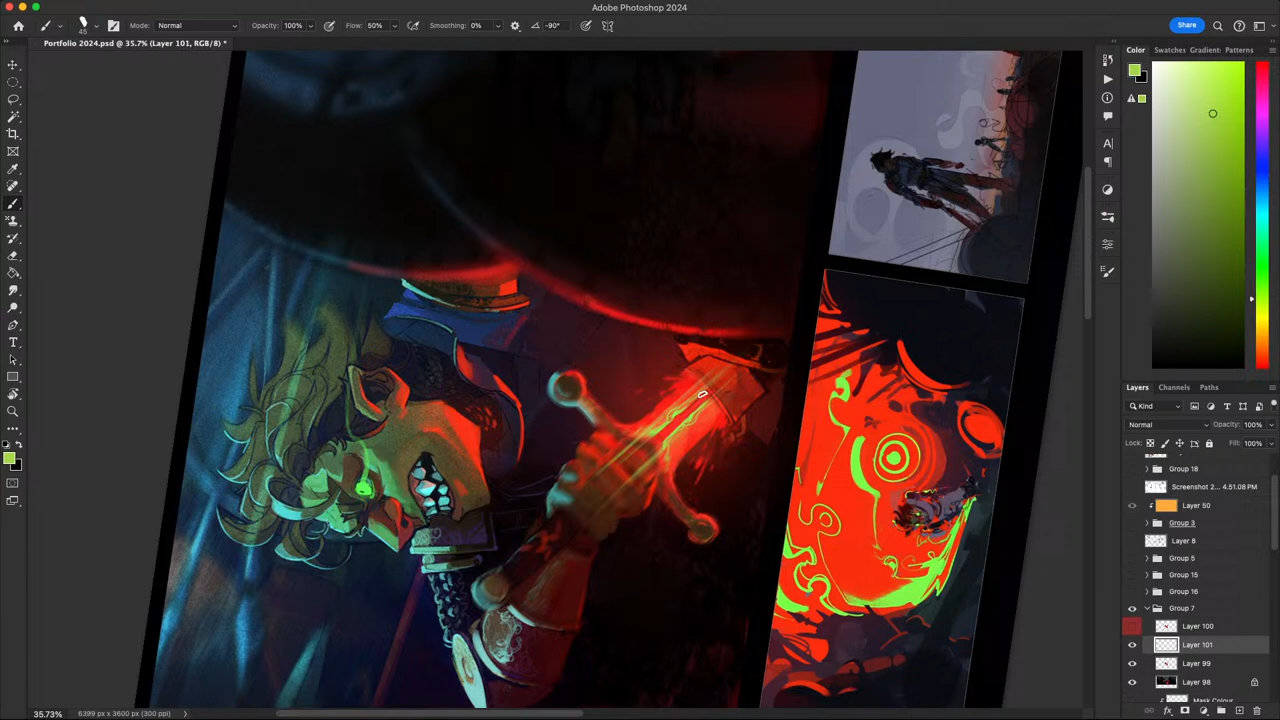 Adobe Photoshop 2024
45
Mode: Normal
Opacity: 100%
Flow: 50%
Smoothing: 0%
-90°
Share
Portfolio 2024.psd @ 35.7% (Layer 101, RGB/8) *
Color Swatches Gradient: Patterns
Layers Channels Paths
Kind
Normal Opacity: 100%
Lock: Fill: 100%
Group 18
Screenshot 2... 4.51.08 PM
Layer 50
Group 3
Layer 8
Group 5
Group 15
Group 16
Group 7
Layer 100
Layer 101
Layer 99
Layer 98
Mask Colour
35.73% 6399 px x 3600 px (300 ppi)